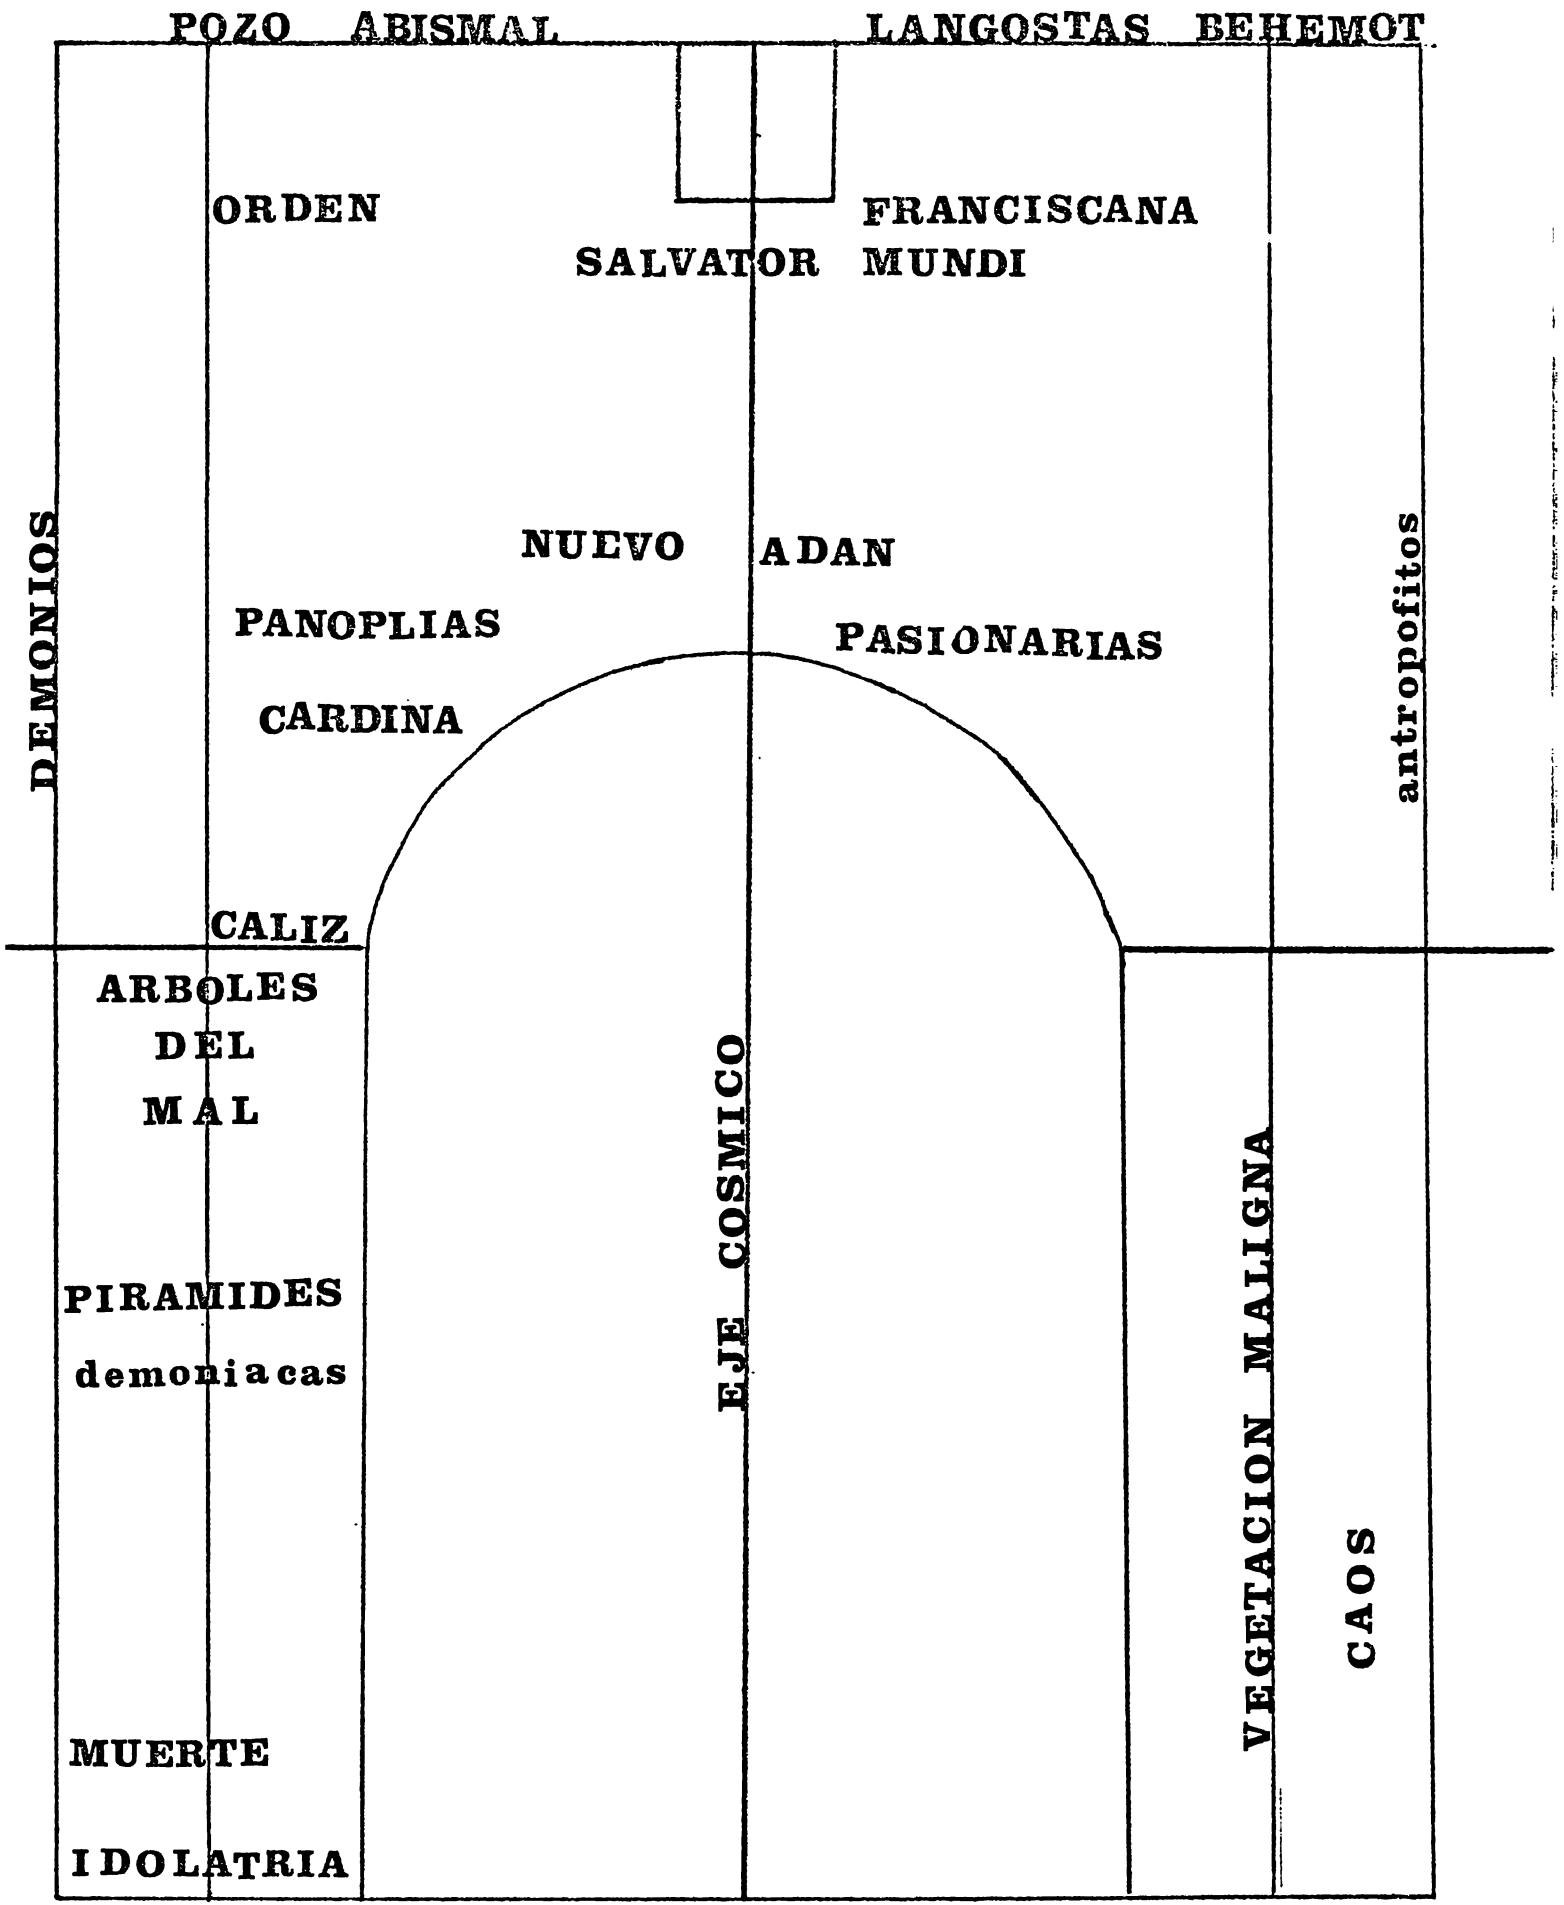 POZO ABISMAL LANGOSTAS BEHEMOT
ORDEN FRANCISCANA
SALVATOR MUNDI
DEMONIOS
antropofitos
NUEVO ADAN
PANOPLIAS PASIONARIAS
CARDINA
CALIZ
ARBOLES
DEL
MAL
EJE COSMICO
VEGETACION MALIGNA
PIRAMIDES
demoniacas
CAOS
MUERTE
IDOLATRIA